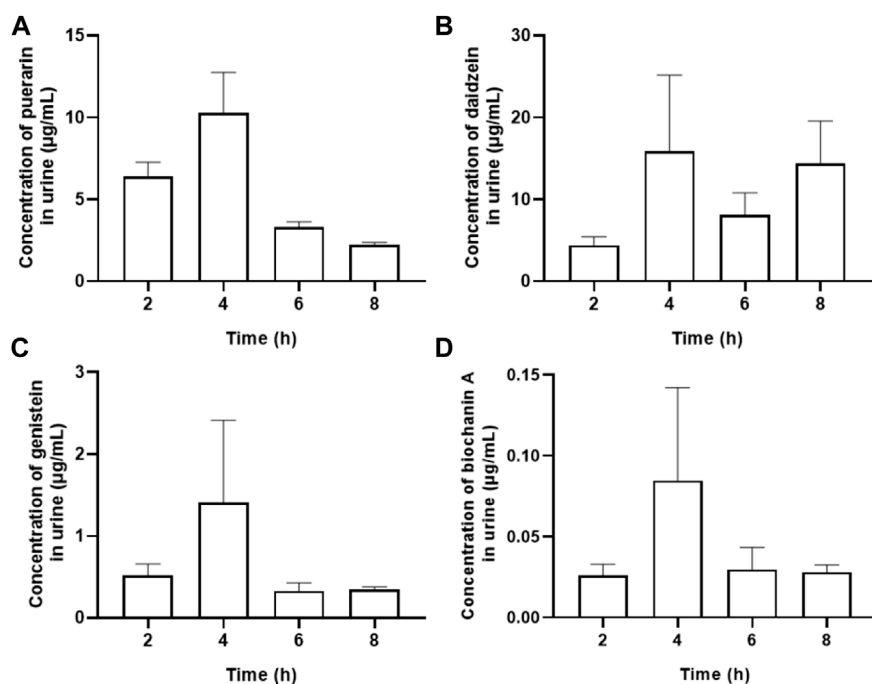 A
Concentration of puerarin
in urine (µg/mL)
15
10
5
0
2 4 6 8
Time (h)
B
Concentration of daidzein
in urine (µg/mL)
30
20
10
0
2 4 6 8
Time (h)
C
Concentration of genistein
in urine (µg/mL)
3
2
1
0
2 4 6 8
Time (h)
D
Concentration of biochanin A
in urine (µg/mL)
0.15
0.10
0.05
0.00
2 4 6 8
Time (h)